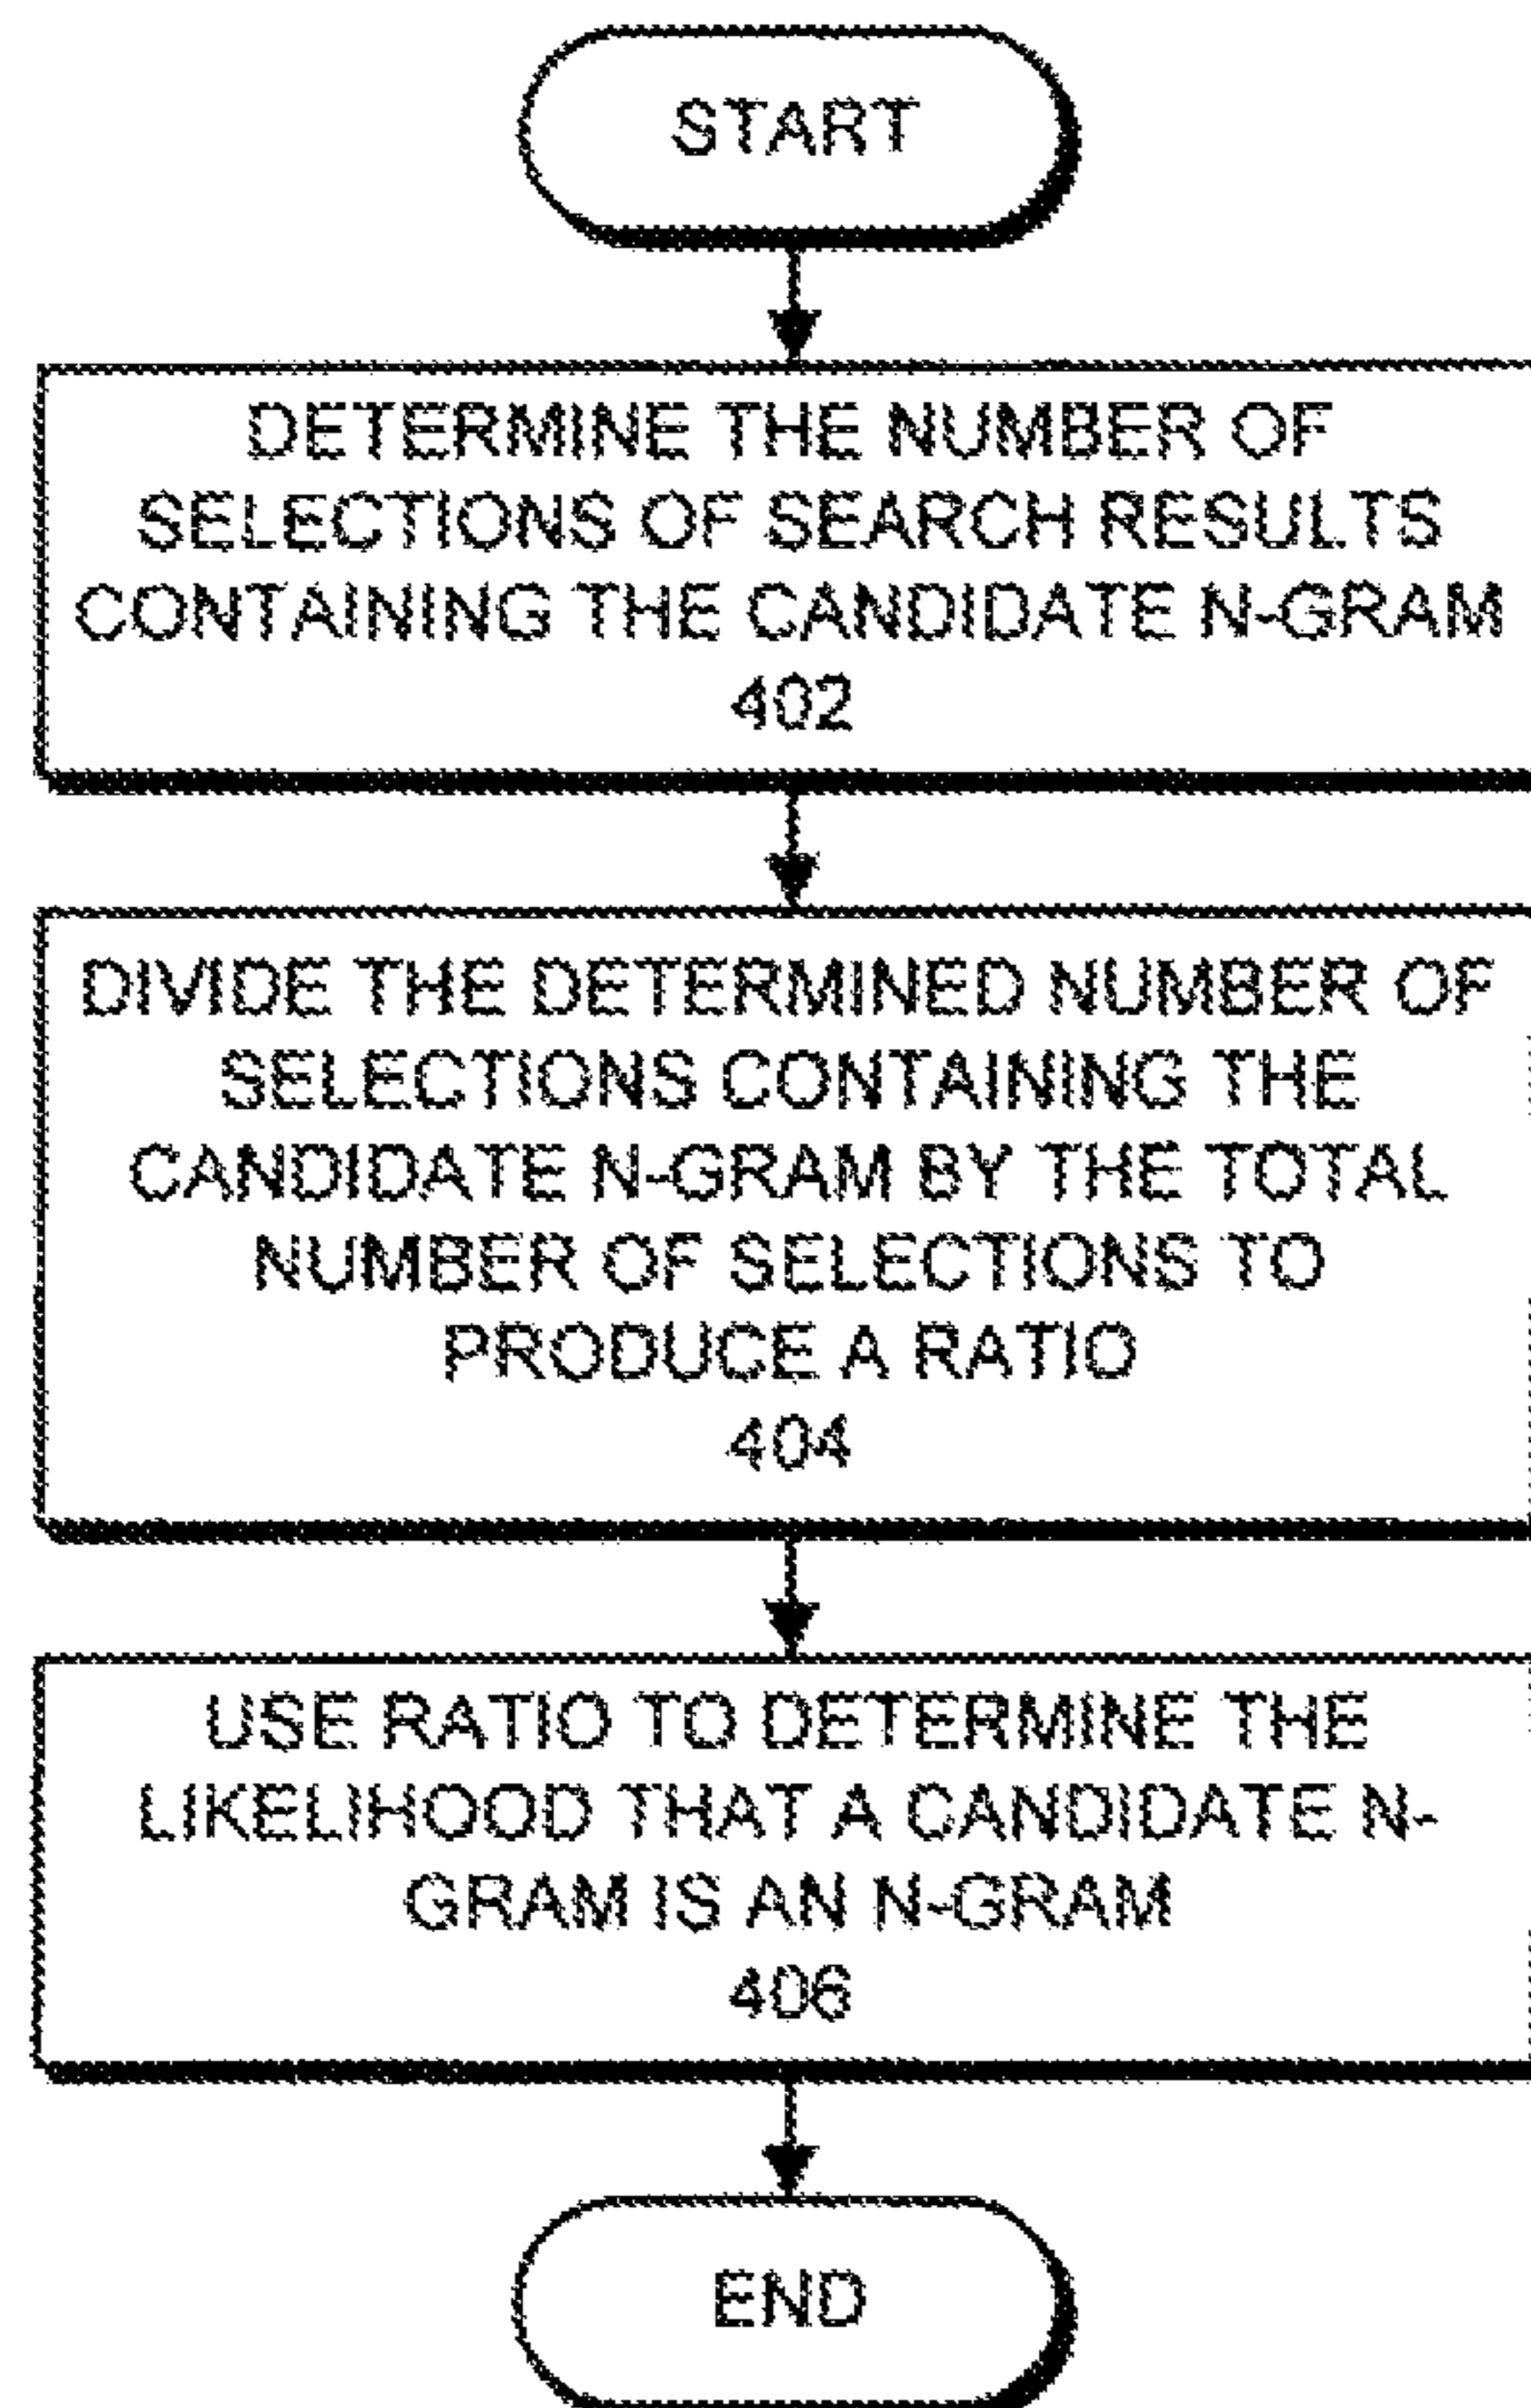 START
DETERMINE THE NUMBER OF
SELECTIONS OF SEARCH RESULTS
CONTAINING THE CANDIDATE N-GRAM
402
DIVIDE THE DETERMINED NUMBER OF
SELECTIONS CONTAINING THE
CANDIDATE N-GRAM BY THE TOTAL
NUMBER OF SELECTIONS TO
PRODUCE A RATIO
404
USE RATIO TO DETERMINE THE
LIKELIHOOD THAT A CANDIDATE N-
GRAM IS AN N-GRAM
406
END